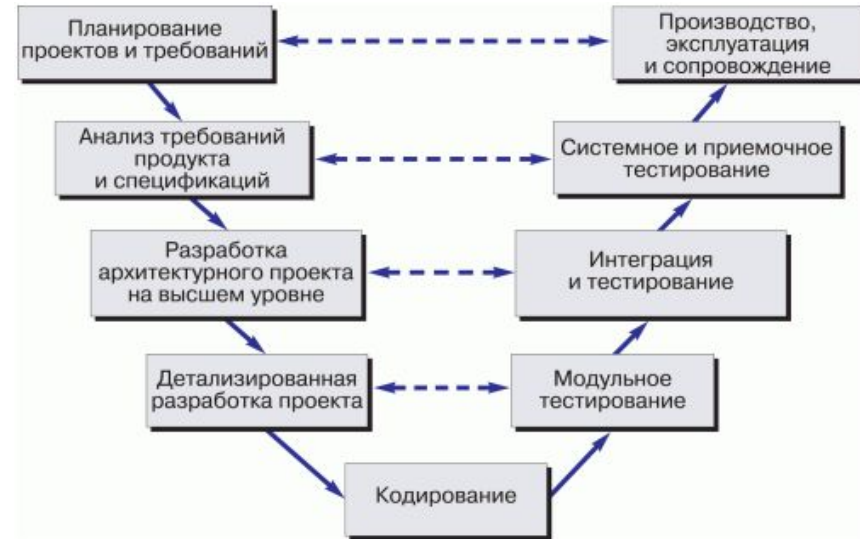 Планирование
проектов и требований
Производство,
эксплуатация
и сопровождение
Анализ требований
продукта
и спецификаций
Системное и приемочное
тестирование
Разработка
архитектурного проекта
на высшем уровне
Интеграция
и тестирование
Детализированная
разработка проекта
Модульное
тестирование
Кодирование